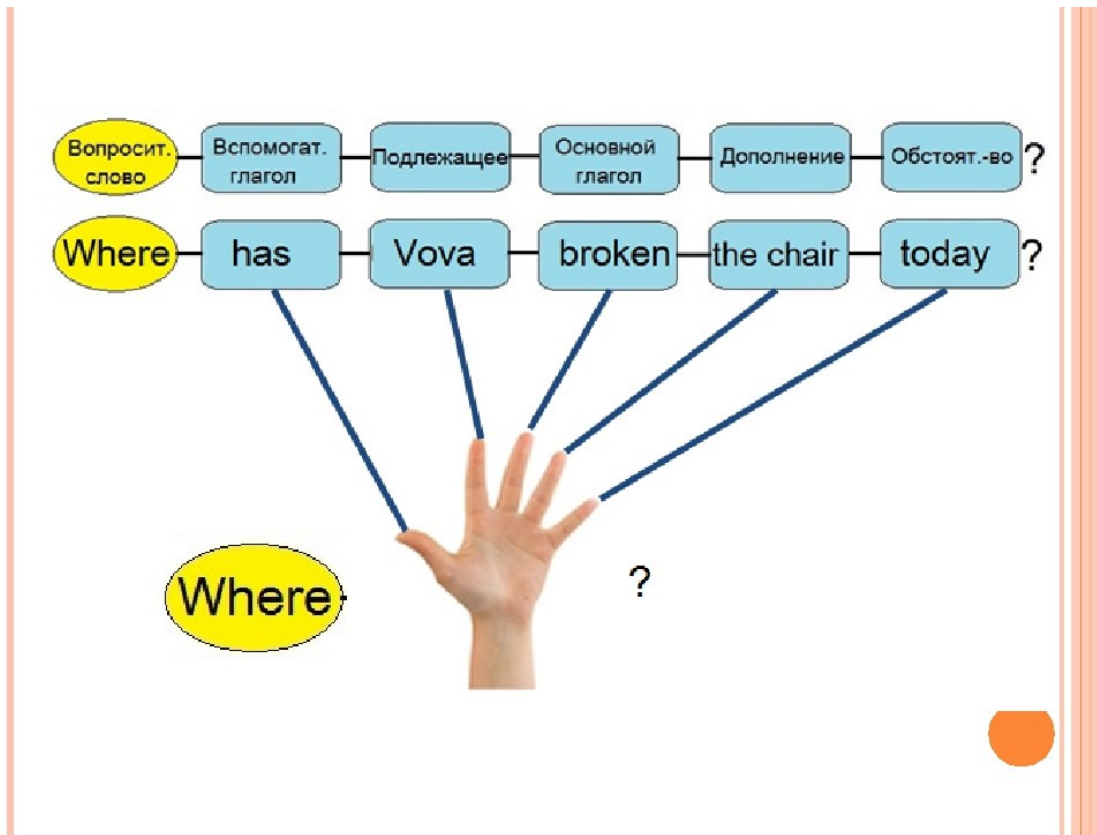 Вопросит. слово
Вспомогат. глагол
Подлежащее
Основной глагол
Дополнение
Обстоят.-во
?
Where has Vova broken the chair today ?
Where ?